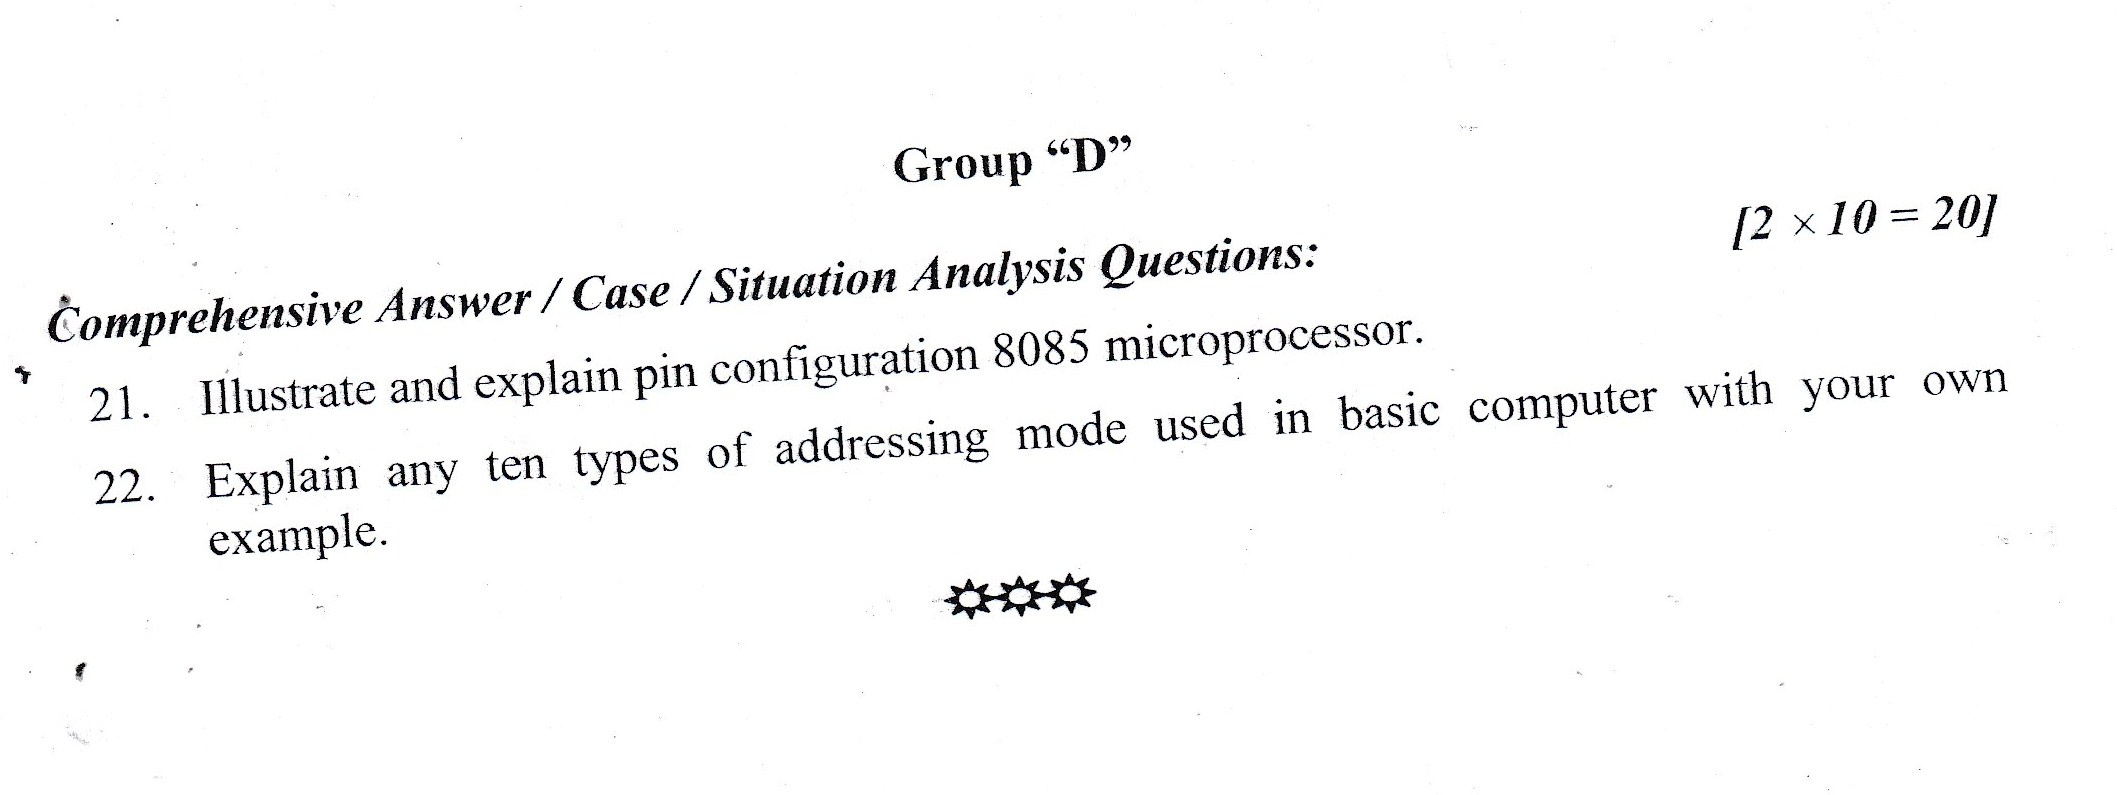 Group “D”
[2 × 10 = 20]
Comprehensive Answer / Case / Situation Analysis Questions:
21. Illustrate and explain pin configuration 8085 microprocessor.
22. Explain any ten types of addressing mode used in basic computer with your own
example.